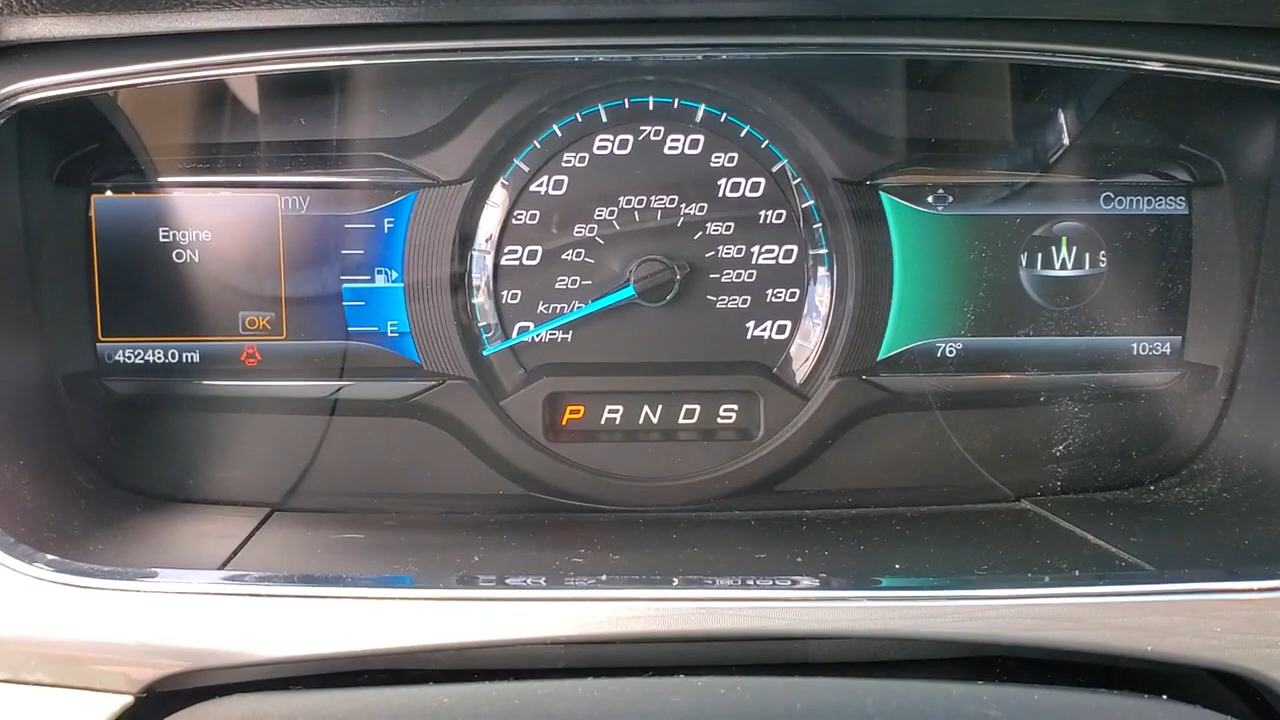 my
Engine
ON
OK
45248.0 mi
F
E
0 10 20 30 40 50 60 70 80 90 100 110 120 130 140
MPH
km/h
20 40 60 80 100 120 140 160 180 200 220
P R N D S
Compass
W S
76°
10:34